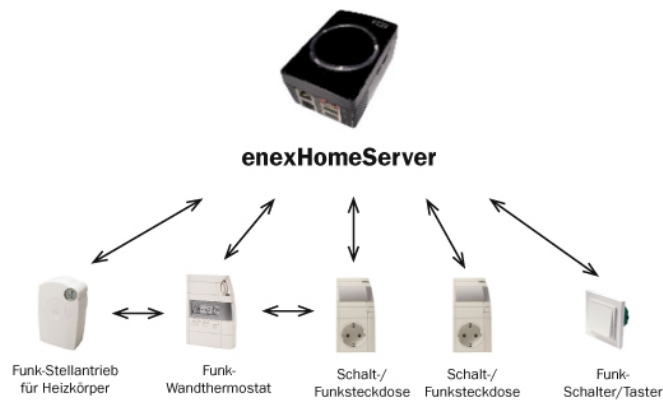 enexHomeServer
Funk-Stellantrieb
für Heizkörper
Funk-
Wandthermostat
Schalt-/
Funksteckdose
Schalt-/
Funksteckdose
Funk-
Schalter/Taster